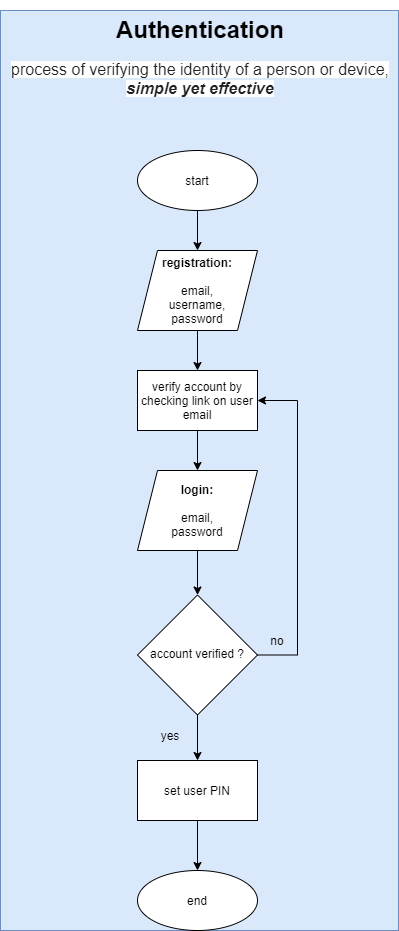 Authentication
process of verifying the identity of a person or device,
simple yet effective
start
registration:
email,
username,
password
verify account by
checking link on user
email
login:
email,
password
account verified ?
no
yes
set user PIN
end